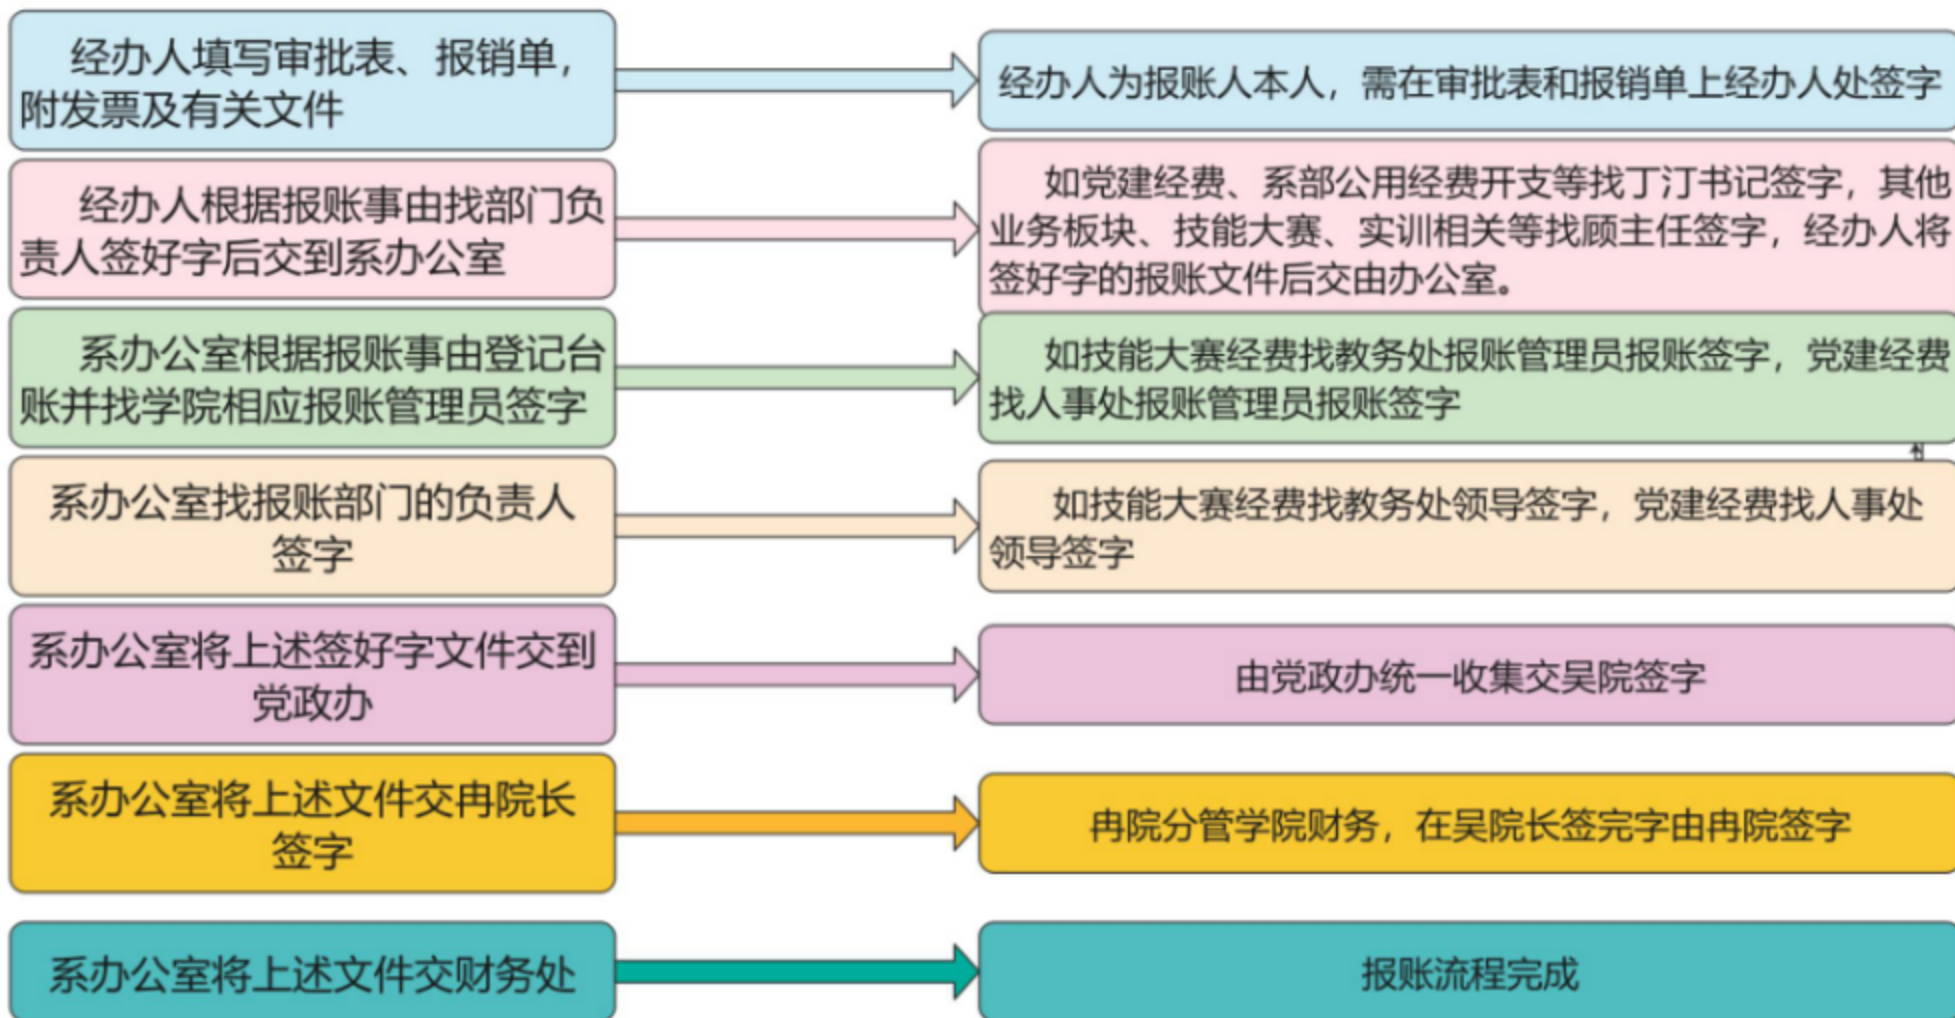 经办人填写审批表、报销单，
附发票及有关文件
经办人为报账人本人，需在审批表和报销单上经办人处签字
经办人根据报账事由找部门负
责人签好字后交到系办公室
如党建经费、系部公用经费开支等找丁汀书记签字，其他
业务板块、技能大赛、实训相关等找顾主任签字，经办人将
签好字的报账文件后交由办公室。
系办公室根据报账事由登记台
账并找学院相应报账管理员签字
如技能大赛经费找教务处报账管理员报账签字，党建经费
找人事处报账管理员报账签字
系办公室找报账部门的负责人
签字
如技能大赛经费找教务处领导签字，党建经费找人事处
领导签字
系办公室将上述签好字文件交到
党政办
由党政办统一收集交吴院签字
系办公室将上述文件交冉院长
签字
冉院分管学院财务，在吴院长签完字由冉院签字
系办公室将上述文件交财务处
报账流程完成